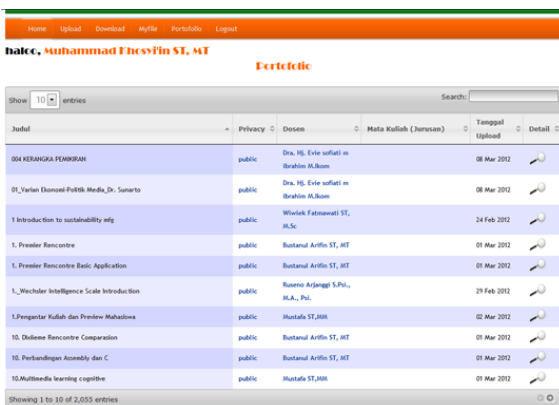 Home Upload Download Myfile Portofolio Logout
haloo, Muhammad Khosyi'in ST, MT
Portofolio
Show 10 entries Search:
Judul Privacy Dosen Mata Kuliah (Jurusan) Tanggal Upload Detail
004 KERANGKA PEMIKIRAN public Dra. Hj. Evie sofiati m Ibrahim M.Ikom 08 Mar 2012
01_Varian Ekonomi-Politik Media_Dr. Sunarto public Dra. Hj. Evie sofiati m Ibrahim M.Ikom 08 Mar 2012
1 Introduction to sustainability mfg public Wiwiek Fatmawati ST, M.Sc 24 Feb 2012
1. Premier Rencontre public Bustanul Arifin ST, MT 01 Mar 2012
1. Premier Rencontre Basic Application public Bustanul Arifin ST, MT 01 Mar 2012
1._Wechsler Intelligence Scale Introduction public Ruseno Arjanggi S.Psi., M.A., Psi. 29 Feb 2012
1.Pengantar Kuliah dan Preview Mahasiswa public Mustafa ST,MM 02 Mar 2012
10. Dixieme Rencontre Comparasion public Bustanul Arifin ST, MT 01 Mar 2012
10. Perbandingan Assembly dan C public Bustanul Arifin ST, MT 01 Mar 2012
10.Multimedia learning cognitive public Mustafa ST,MM 01 Mar 2012
Showing 1 to 10 of 2,055 entries